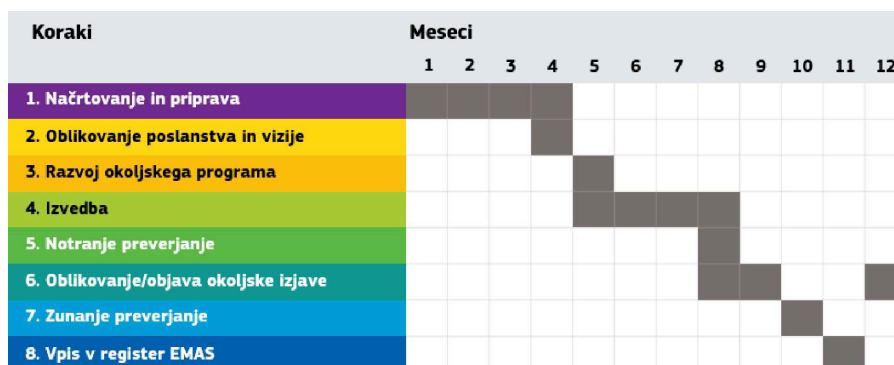 Koraki Meseci
1 2 3 4 5 6 7 8 9 10 11 12
1. Načrtovanje in priprava
2. Oblikovanje poslanstva in vizije
3. Razvoj okoljskega programa
4. Izvedba
5. Notranje preverjanje
6. Oblikovanje/objava okoljske izjave
7. Zunanje preverjanje
8. Vpis v register EMAS